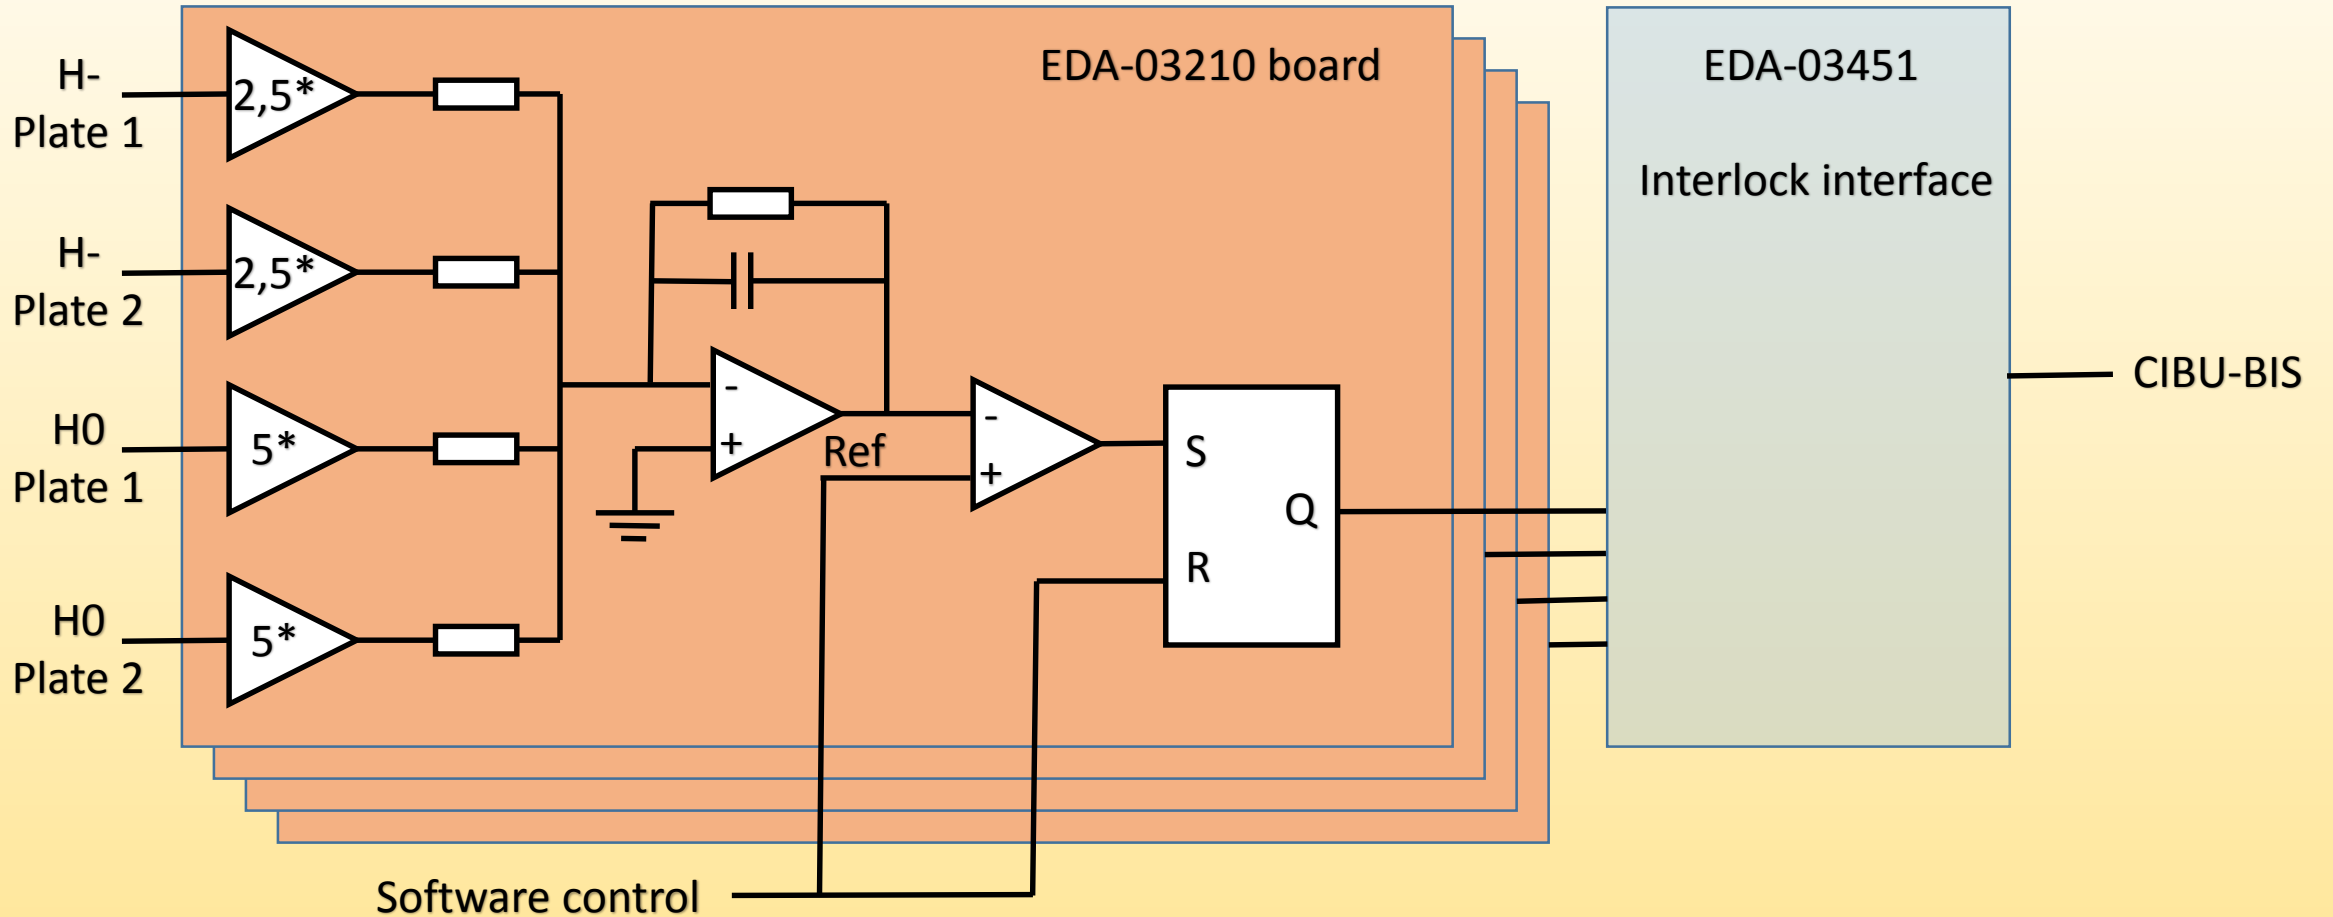 H-
Plate 1
2,5*
H-
Plate 2
2,5*
H0
Plate 1
5*
H0
Plate 2
5*
EDA-03210 board
-
+
Ref
-
+
S
R
Q
Software control
EDA-03451
Interlock interface
CIBU-BIS